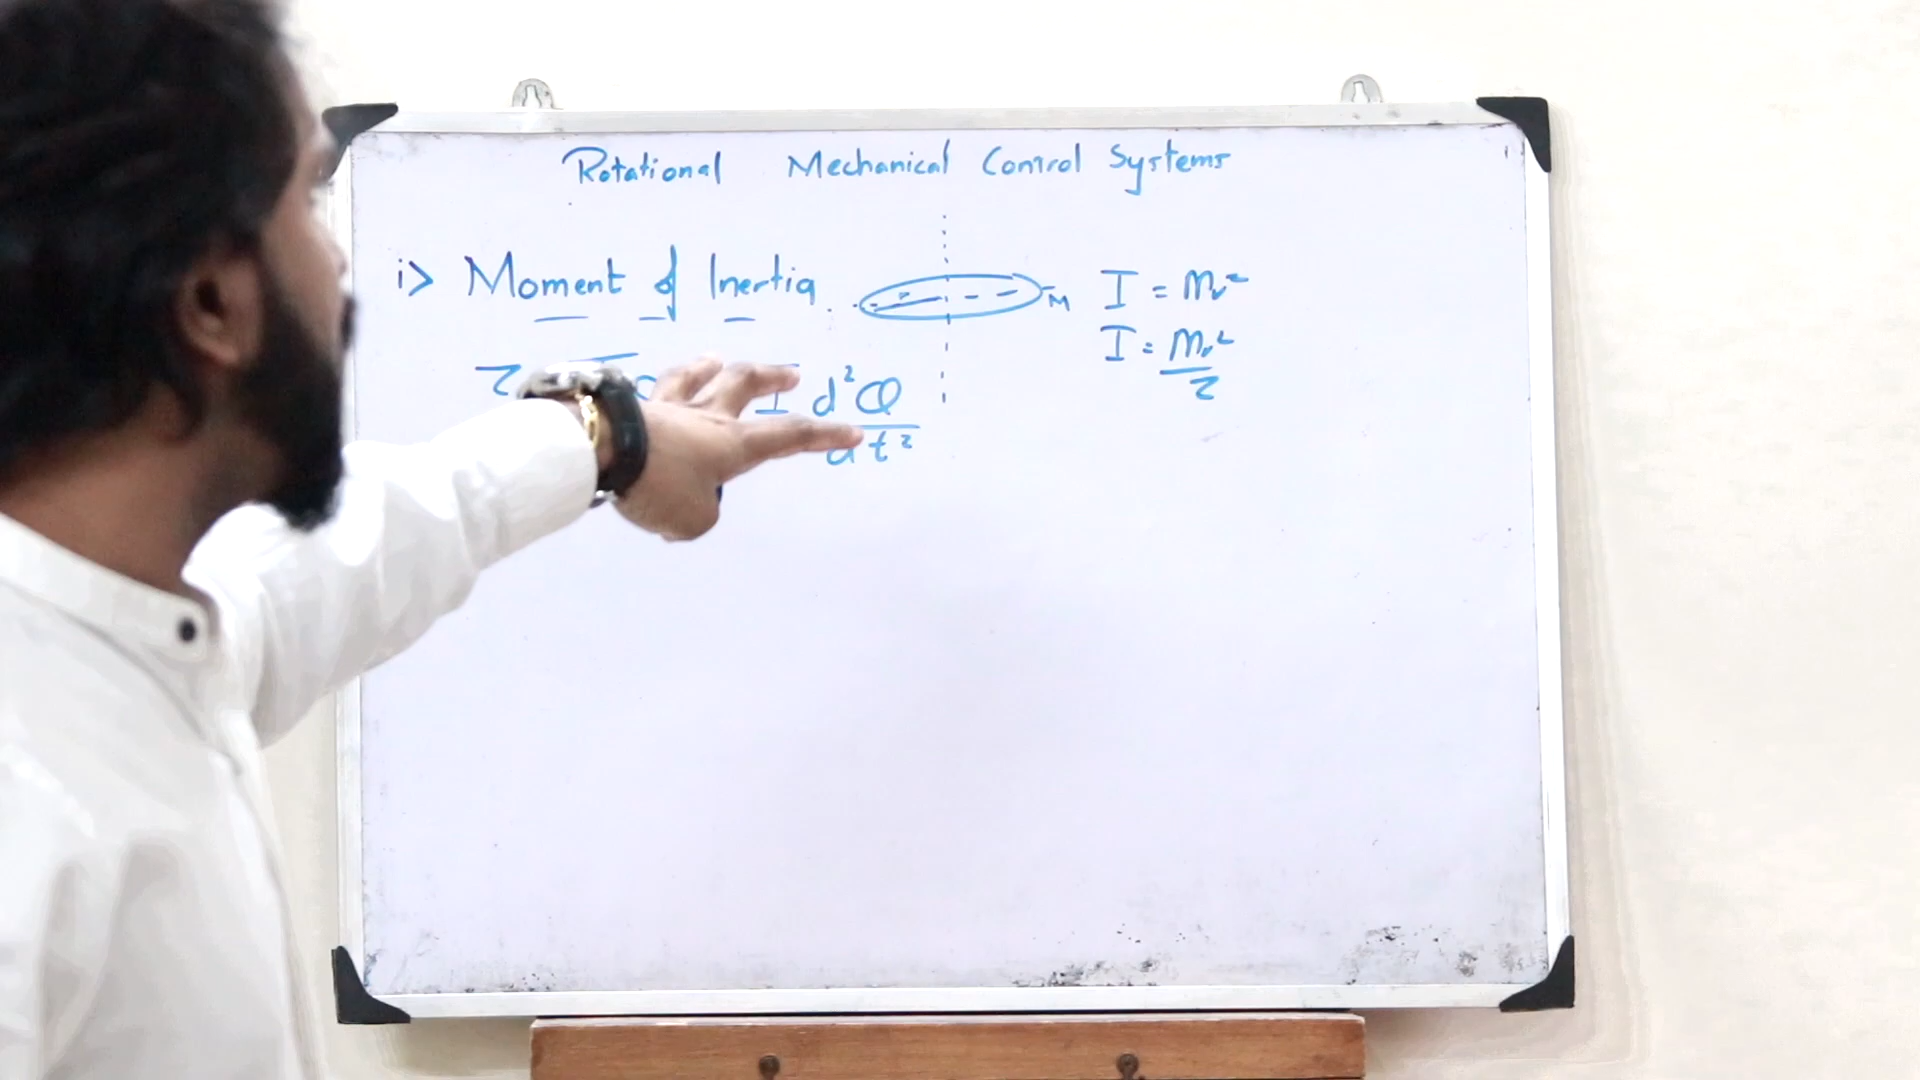 Rotational Mechanical Control Systems
i> Moment of Inertia
M
I = mr²
I = mr²/2
τ
I d²θ/dt²